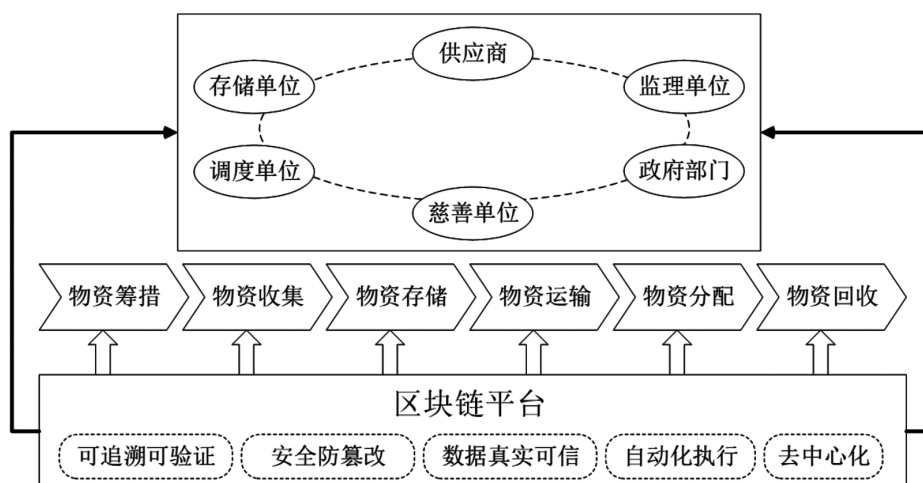 供应商
存储单位
监理单位
调度单位
政府部门
慈善单位
物资筹措 物资收集 物资存储 物资运输 物资分配 物资回收
区块链平台
可追溯可验证 安全防篡改 数据真实可信 自动化执行 去中心化